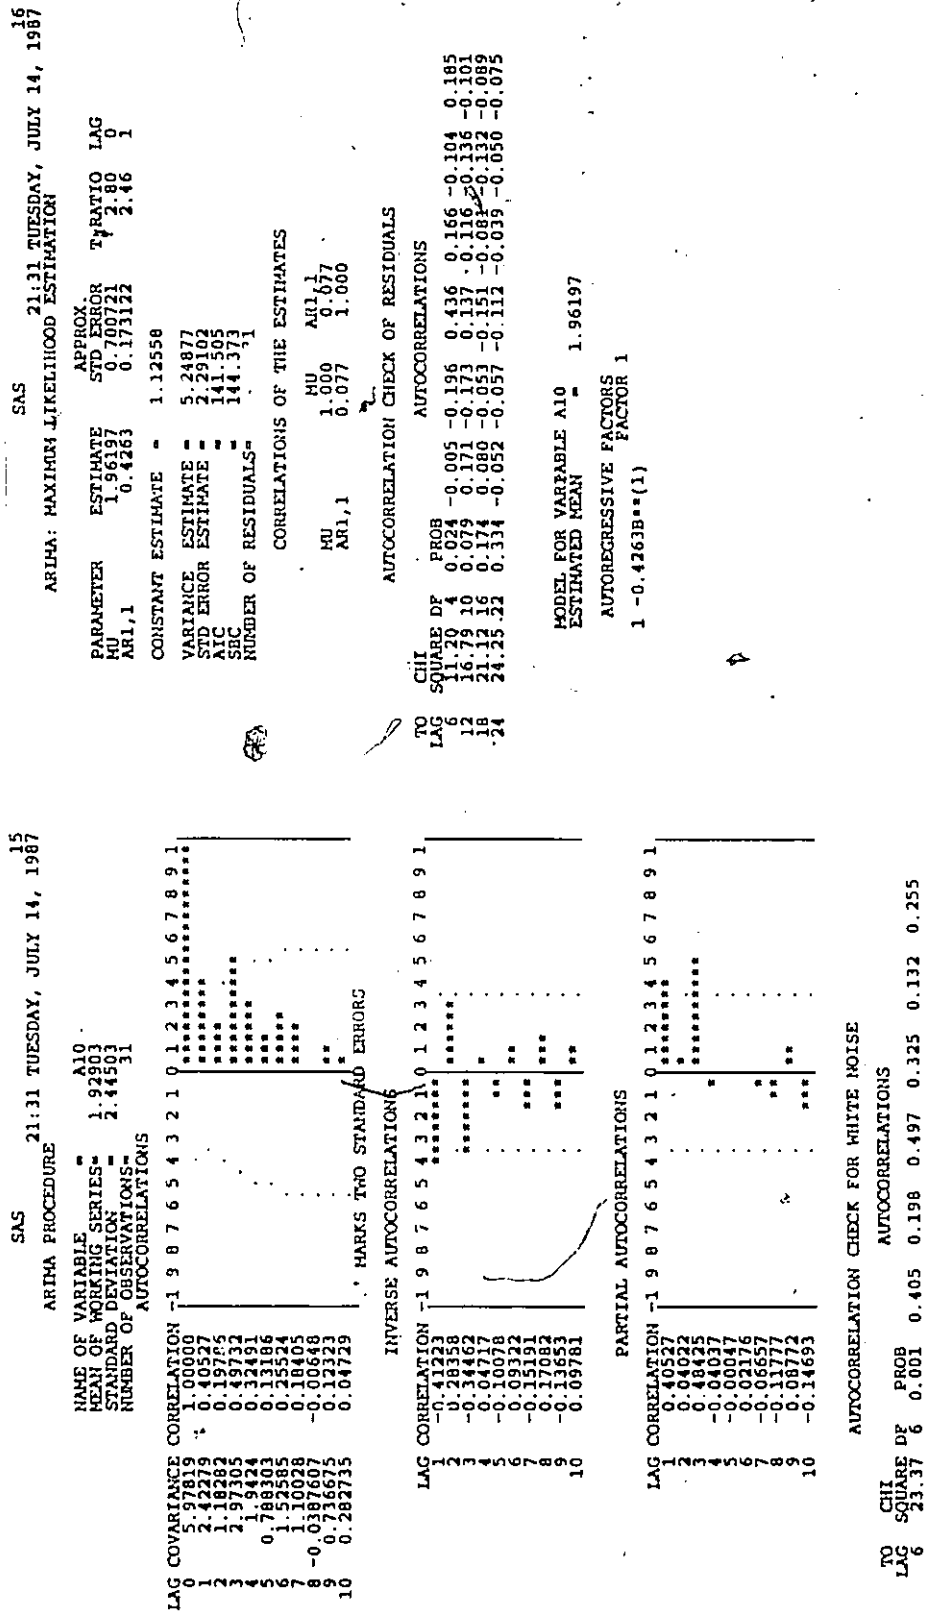 SAS 15
21:31 TUESDAY, JULY 14, 1987
ARIMA PROCEDURE
NAME OF VARIABLE = A10
MEAN OF WORKING SERIES= 1.92903
STANDARD DEVIATION = 2.44503
NUMBER OF OBSERVATIONS= 31
AUTOCORRELATIONS
LAG COVARIANCE CORRELATION -1 9 8 7 6 5 4 3 2 1 0 1 2 3 4 5 6 7 8 9 1
0 5.97819 1.00000 ********************
1 2.42279 0.40527 ********
2 1.18282 0.19785 ****
3 2.97305 0.49732 **********
4 1.9424 0.32491 ******
5 0.788303 0.13186 ***
6 1.52585 0.25524 *****
7 1.10028 0.18405 ****
8 -0.0387607 -0.00648
9 0.736675 0.12323 **
10 0.282735 0.04729 *
' MARKS TWO STANDARD ERRORS
INVERSE AUTOCORRELATIONS
LAG CORRELATION -1 9 8 7 6 5 4 3 2 1 0 1 2 3 4 5 6 7 8 9 1
1 -0.41223 ********
2 0.28358 ******
3 -0.34462 *******
4 0.04717 *
5 -0.10078 **
6 0.09322 **
7 -0.15191 ***
8 0.17082 ***
9 -0.13653 ***
10 0.09781 **
PARTIAL AUTOCORRELATIONS
LAG CORRELATION -1 9 8 7 6 5 4 3 2 1 0 1 2 3 4 5 6 7 8 9 1
1 0.40527 ********
2 0.04022 *
3 0.48425 **********
4 -0.04037 *
5 -0.00047
6 0.02176
7 -0.06657 *
8 -0.11777 **
9 0.08772 **
10 -0.14693 ***
AUTOCORRELATION CHECK FOR WHITE NOISE
TO CHI AUTOCORRELATIONS
LAG SQUARE DF PROB
6 23.37 6 0.001 0.405 0.198 0.497 0.325 0.132 0.255
SAS 16
21:31 TUESDAY, JULY 14, 1987
ARIMA: MAXIMUM LIKELIHOOD ESTIMATION
APPROX.
PARAMETER ESTIMATE STD ERROR T RATIO LAG
MU 1.96197 0.700721 2.80 0
AR1,1 0.4263 0.173122 2.46 1
CONSTANT ESTIMATE = 1.12558
VARIANCE ESTIMATE = 5.24877
STD ERROR ESTIMATE = 2.29102
AIC = 141.505
SBC = 144.373
NUMBER OF RESIDUALS= 31
CORRELATIONS OF THE ESTIMATES
MU AR1,1
MU 1.000 0.077
AR1,1 0.077 1.000
AUTOCORRELATION CHECK OF RESIDUALS
TO CHI AUTOCORRELATIONS
LAG SQUARE DF PROB
6 11.20 4 0.024 -0.005 -0.196 0.436 0.166 -0.104 0.185
12 16.79 10 0.079 0.171 -0.173 0.137 0.116 -0.136 -0.101
18 21.12 16 0.174 0.080 -0.053 -0.151 -0.081 -0.132 -0.089
24 24.25 22 0.334 -0.052 -0.057 -0.112 -0.039 -0.050 -0.075
MODEL FOR VARIABLE A10
ESTIMATED MEAN = 1.96197
AUTOREGRESSIVE FACTORS
FACTOR 1
1 -0.4263B**(1)